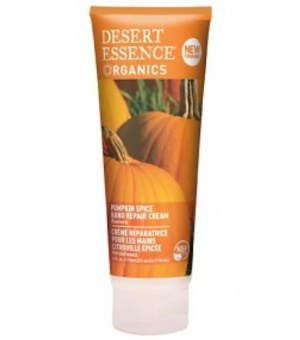 DESERT
ESSENCE®
ORGANICS
NEW
PUMPKIN SPICE
HAND REPAIR CREAM
CRÈME RÉPARATRICE
POUR LES MAINS
CITROUILLE ÉPICÉE